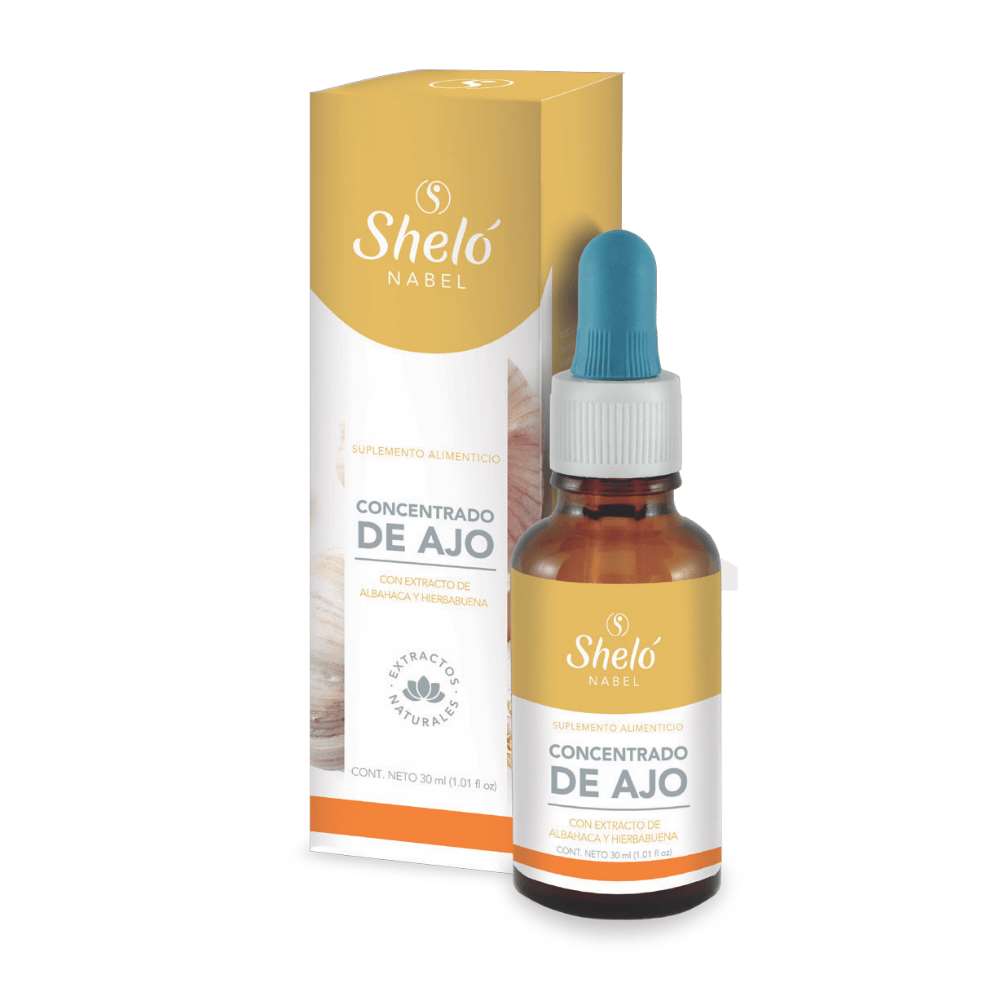 Sheló
NABEL
SUPLEMENTO ALIMENTICIO
CONCENTRADO
DE AJO
CON EXTRACTO DE
ALBAHACA Y HIERBABUENA
· EXTRACTOS ·
NATURALES
CONT. NETO 30 ml (1.01 fl oz)
Sheló
NABEL
SUPLEMENTO ALIMENTICIO
CONCENTRADO
DE AJO
CON EXTRACTO DE
ALBAHACA Y HIERBABUENA
CONT. NETO 30 ml (1.01 fl oz)